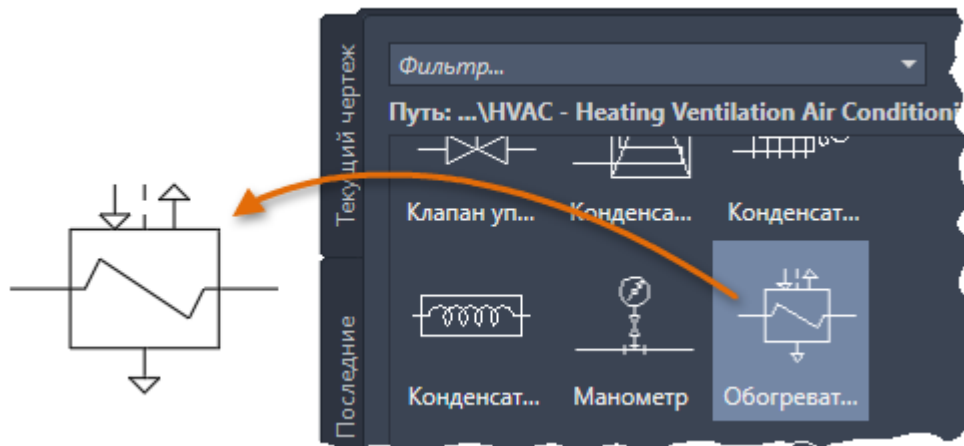 Текущий чертеж
Последние
Фильтр...
Путь: ...\HVAC - Heating Ventilation Air Conditioni
Клапан уп... Конденса... Конденсат...
Конденсат... Манометр Обогреват...